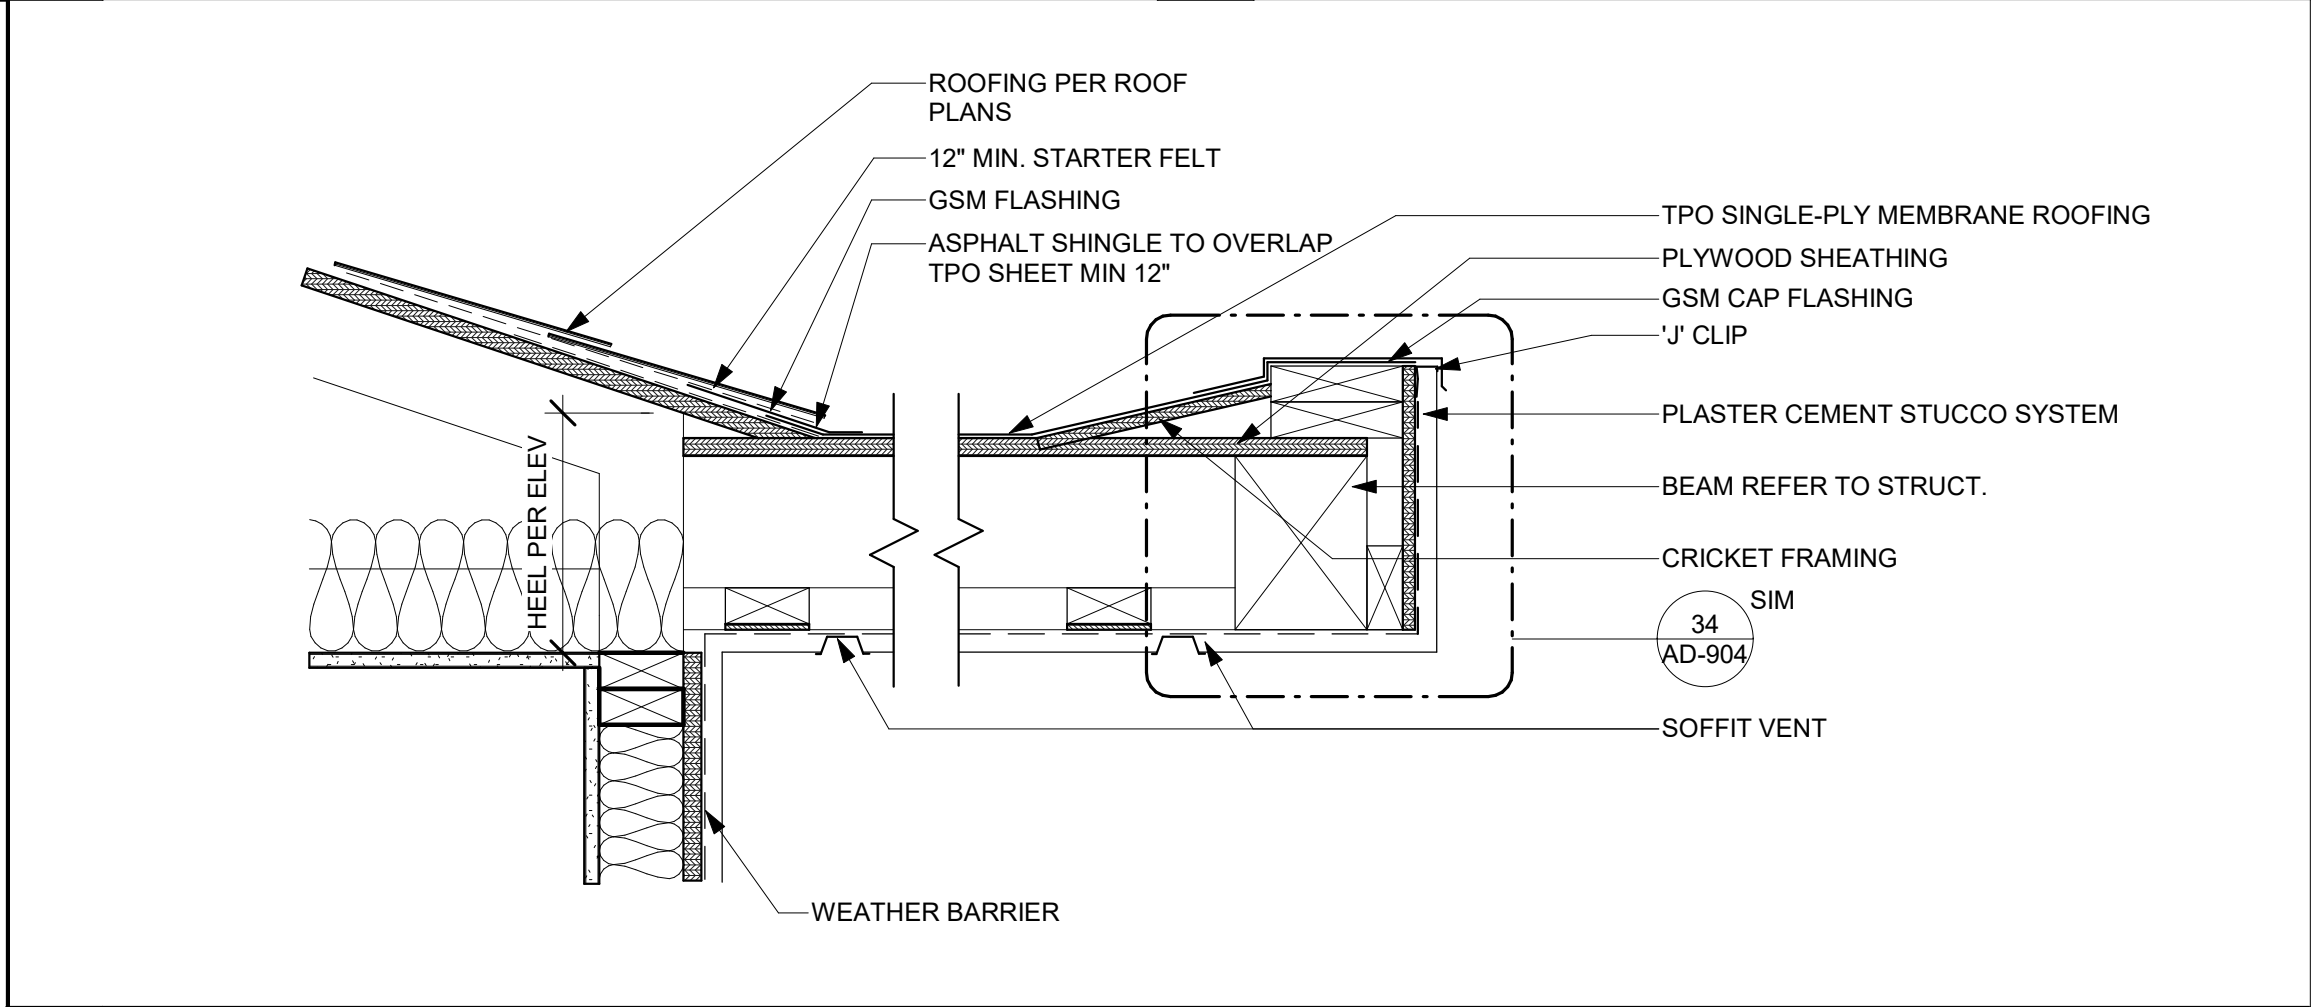 ROOFING PER ROOF
PLANS
12" MIN. STARTER FELT
GSM FLASHING
ASPHALT SHINGLE TO OVERLAP
TPO SHEET MIN 12"
TPO SINGLE-PLY MEMBRANE ROOFING
PLYWOOD SHEATHING
GSM CAP FLASHING
'J' CLIP
PLASTER CEMENT STUCCO SYSTEM
BEAM REFER TO STRUCT.
CRICKET FRAMING
SIM
34
AD-904
SOFFIT VENT
HEEL PER ELEV
WEATHER BARRIER